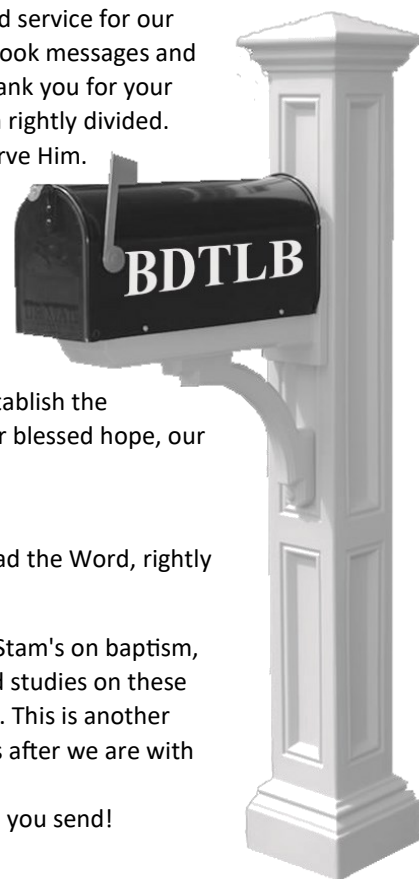 d service for our
ook messages and
ank you for your
rightly divided.
rve Him.
BDTLB
tablish the
r blessed hope, our
ad the Word, rightly
Stam's on baptism,
d studies on these
. This is another
s after we are with
you send!